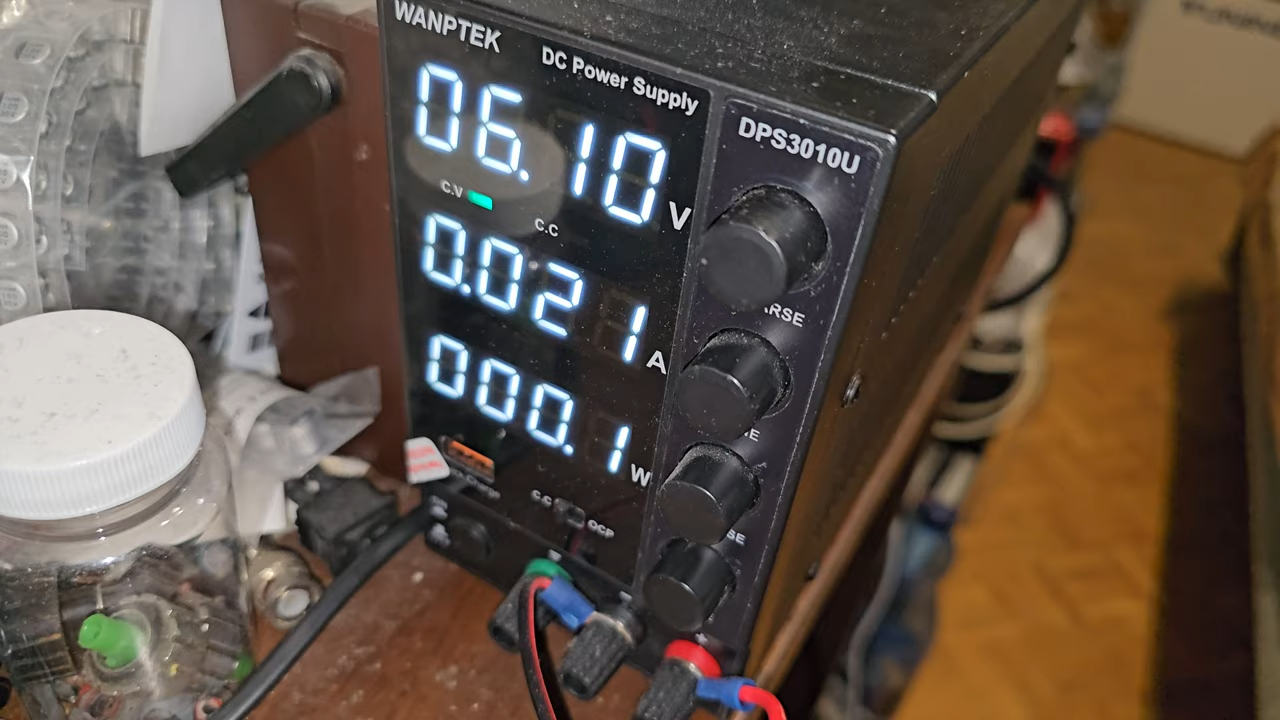 WANPTEK
DC Power Supply
DPS3010U
06.10 V
C.V
C.C
0.021 A
000.1 W
C.C
OCP